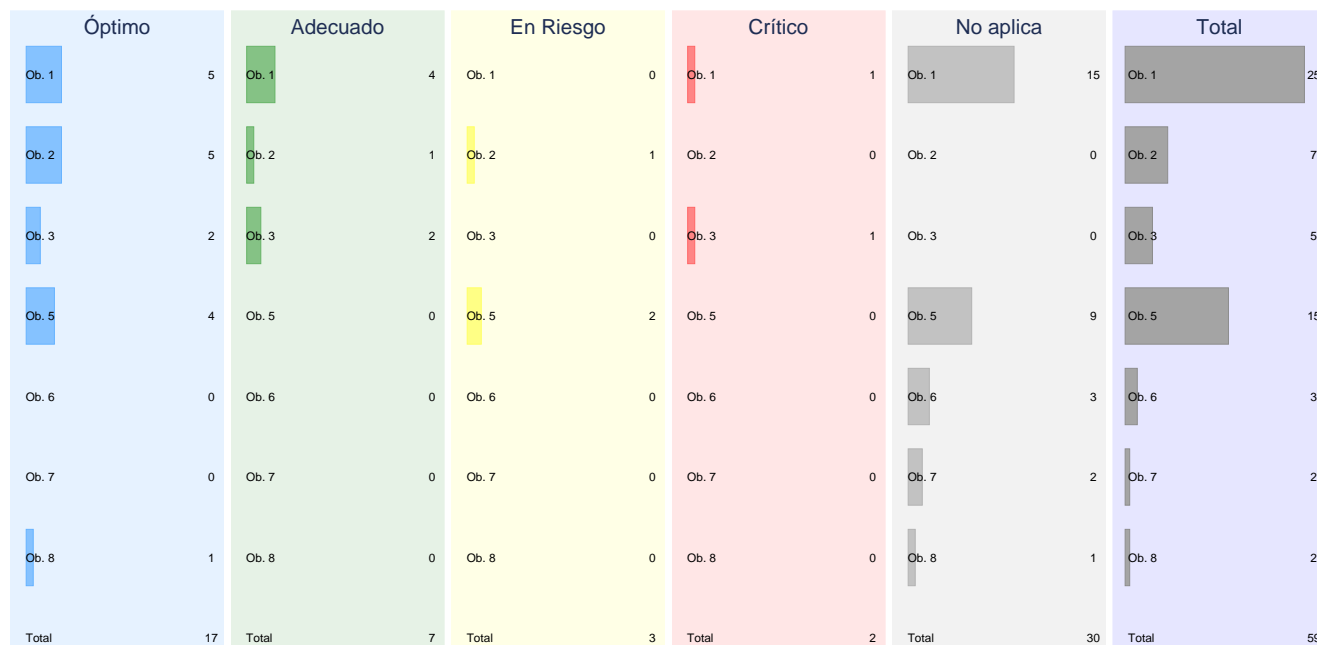 Óptimo Adecuado En Riesgo Crítico No aplica Total
Ob. 1 5 Ob. 1 4 Ob. 1 0 Ob. 1 1 Ob. 1 15 Ob. 1 25
Ob. 2 5 Ob. 2 1 Ob. 2 1 Ob. 2 0 Ob. 2 0 Ob. 2 7
Ob. 3 2 Ob. 3 2 Ob. 3 0 Ob. 3 1 Ob. 3 0 Ob. 3 5
Ob. 5 4 Ob. 5 0 Ob. 5 2 Ob. 5 0 Ob. 5 9 Ob. 5 15
Ob. 6 0 Ob. 6 0 Ob. 6 0 Ob. 6 0 Ob. 6 3 Ob. 6 3
Ob. 7 0 Ob. 7 0 Ob. 7 0 Ob. 7 0 Ob. 7 2 Ob. 7 2
Ob. 8 1 Ob. 8 0 Ob. 8 0 Ob. 8 0 Ob. 8 1 Ob. 8 2
Total 17 Total 7 Total 3 Total 2 Total 30 Total 59